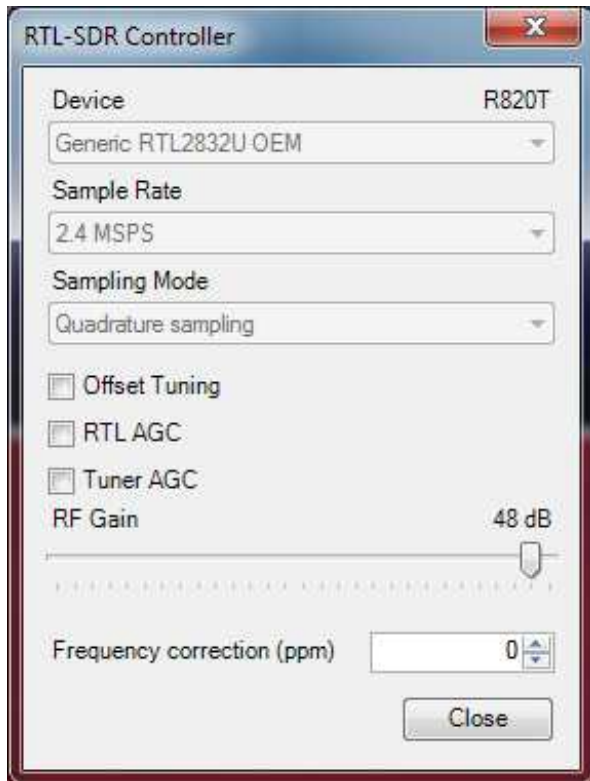 RTL-SDR Controller
Device R820T
Generic RTL2832U OEM
Sample Rate
2.4 MSPS
Sampling Mode
Quadrature sampling
Offset Tuning
RTL AGC
Tuner AGC
RF Gain 48 dB
Frequency correction (ppm) 0
Close